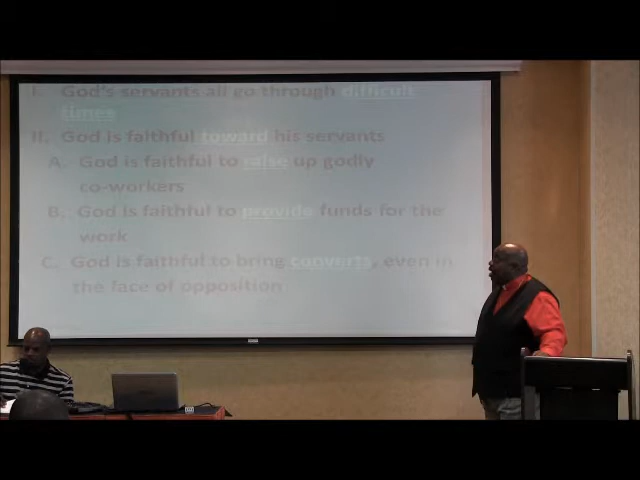 I. God's servants all go through difficult
times
II. God is faithful toward his servants
A. God is faithful to raise up godly
co-workers
B. God is faithful to provide funds for the
work
C. God is faithful to bring converts, even in
the face of opposition